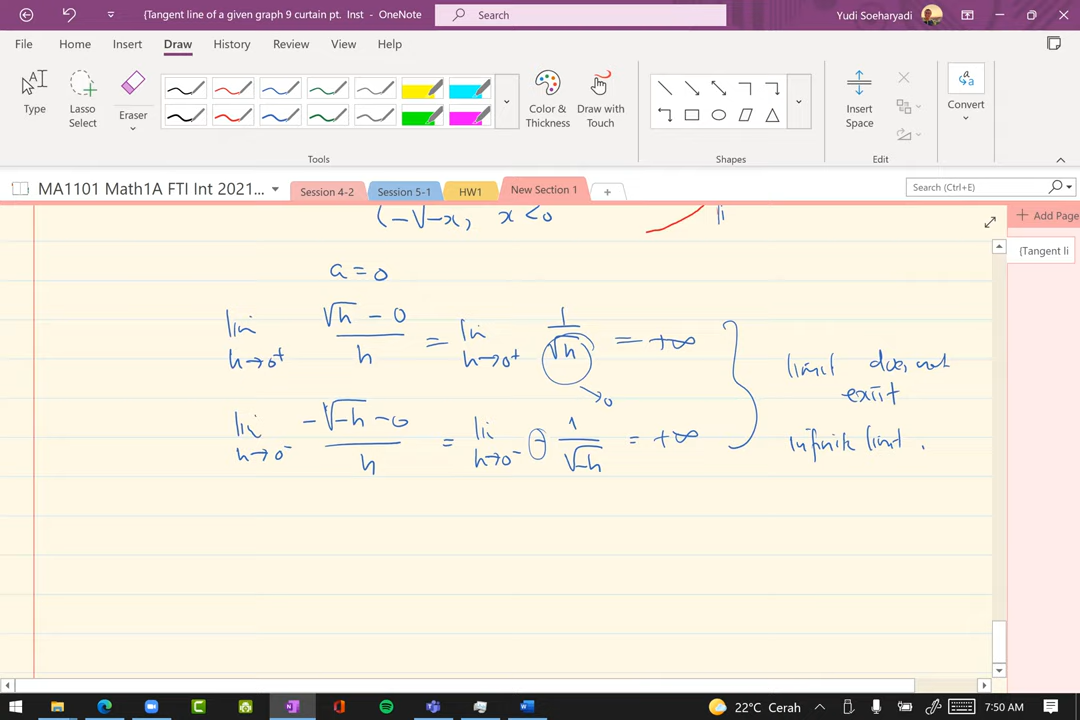 {Tangent line of a given graph 9 curtain pt. Inst - OneNote
Search
Yudi Soeharyadi
File Home Insert Draw History Review View Help
Type
Lasso Select
Eraser
Color & Thickness
Draw with Touch
Insert Space
Convert
Tools
Shapes
Edit
MA1101 Math1A FTI Int 2021...
Session 4-2
Session 5-1
HW1
New Section 1
+
Search (Ctrl+E)
+ Add Page
{Tangent li
(-√-x, x<0
a = 0
lim h→0⁺ (√h - 0)/h = lim h→0⁺ 1/√h = +∞
→0
limit does not exist
lim h→0⁻ (-√-h - 0)/h = lim h→0⁻ - 1/√-h = +∞
infinite limit.
22°C Cerah
7:50 AM